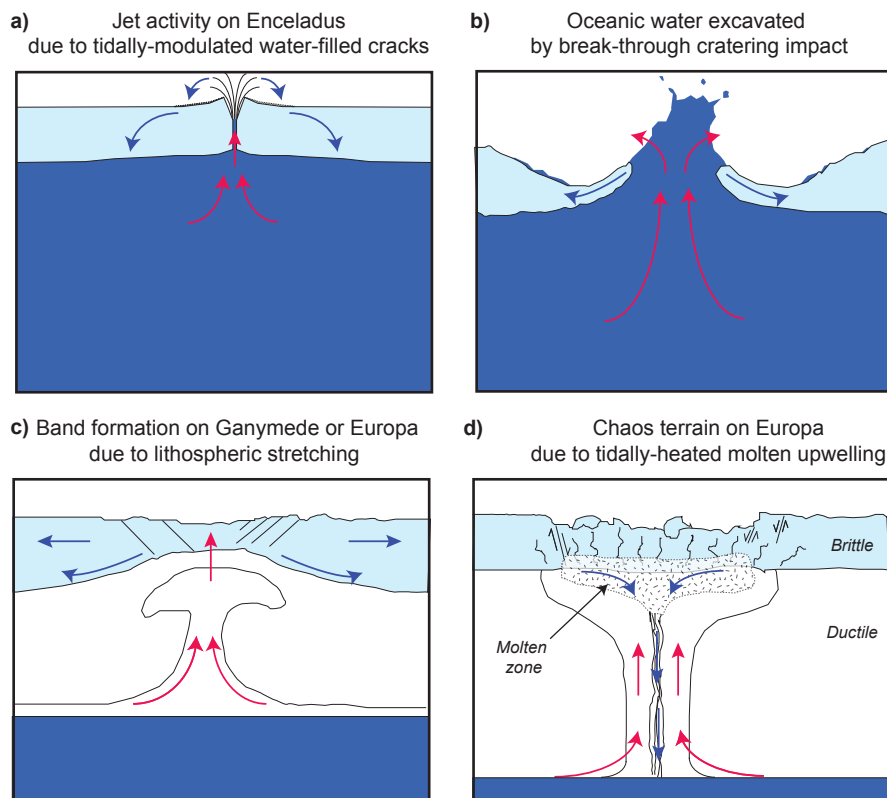 a) Jet activity on Enceladus
due to tidally-modulated water-filled cracks
b) Oceanic water excavated
by break-through cratering impact
c) Band formation on Ganymede or Europa
due to lithospheric stretching
d) Chaos terrain on Europa
due to tidally-heated molten upwelling
Brittle
Molten
zone
Ductile